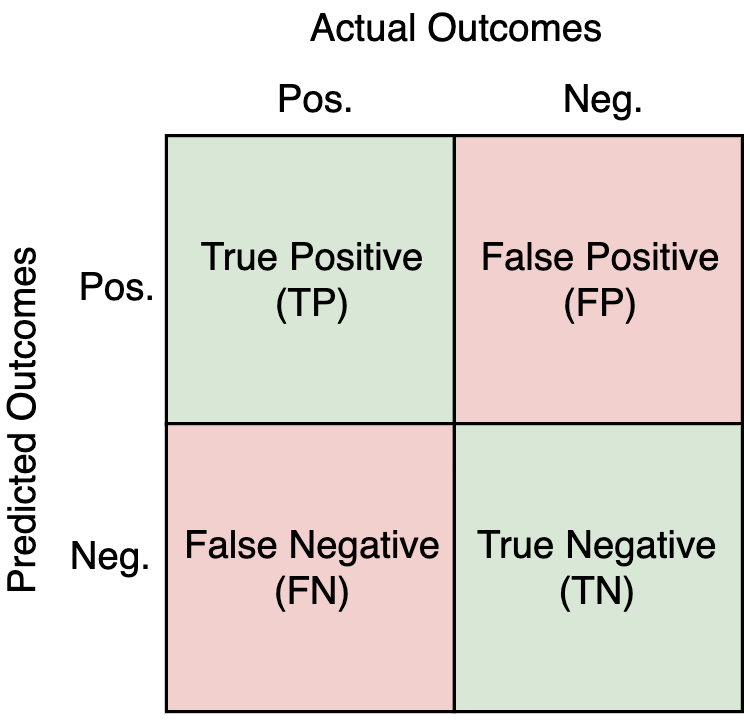 Actual Outcomes
Pos. Neg.
Predicted Outcomes
Pos.
True Positive
(TP)
False Positive
(FP)
Neg.
False Negative
(FN)
True Negative
(TN)